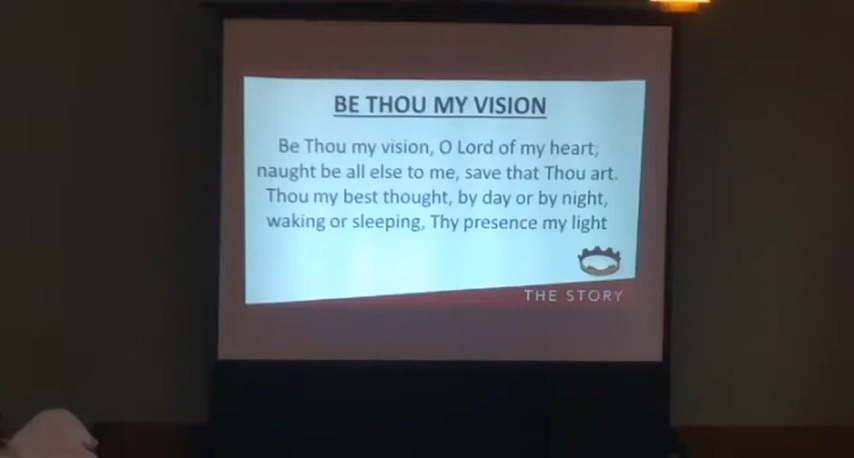 BE THOU MY VISION
Be Thou my vision, O Lord of my heart;
naught be all else to me, save that Thou art.
Thou my best thought, by day or by night,
waking or sleeping, Thy presence my light
THE STORY